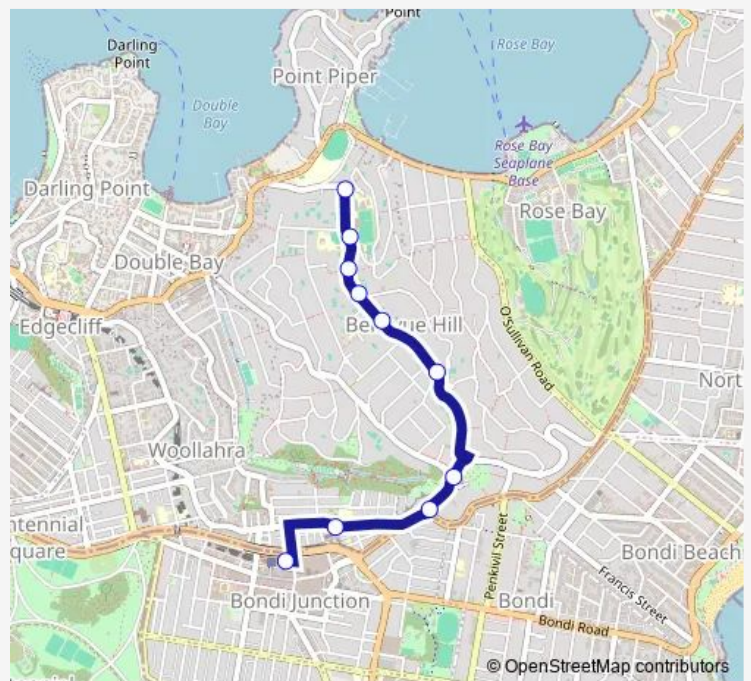 Point
Darling
Point
Rose Bay
Point Piper
Double
Bay
Rose Bay
Seaplane
Base
Darling Point
Rose Bay
Double Bay
Edgecliff
Bellevue Hill
O'Sullivan Road
Nort
Woollahra
ntennial
quare
Penkivil Street
Bondi Beach
Francis Street
Bondi Junction
Bondi
Bondi Road
© OpenStreetMap contributors